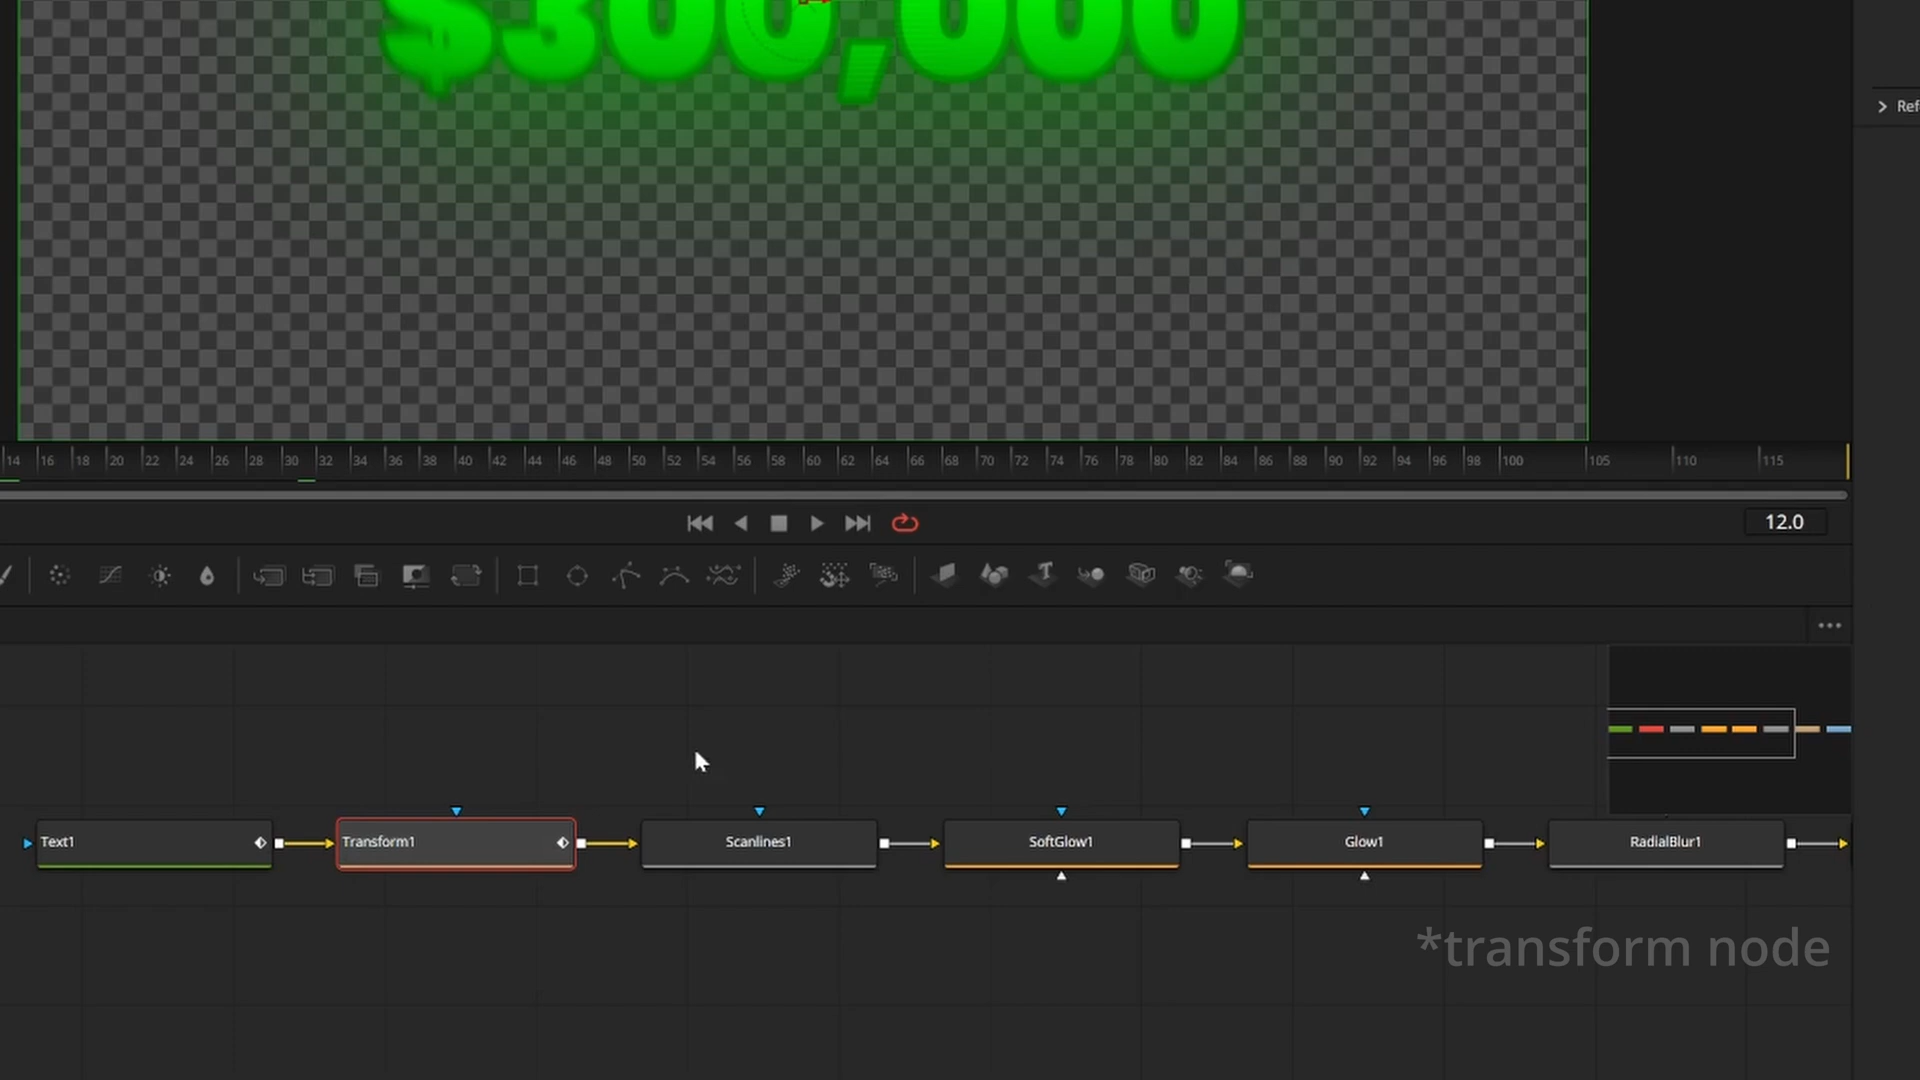 $300,000
Ref
14 16 18 20 22 24 26 28 30 32 34 36 38 40 42 44 46 48 50 52 54 56 58 60 62 64 66 68 70 72 74 76 78 80 82 84 86 88 90 92 94 96 98 100 105 110 115
12.0
Text1 Transform1 Scanlines1 SoftGlow1 Glow1 RadialBlur1
*transform node